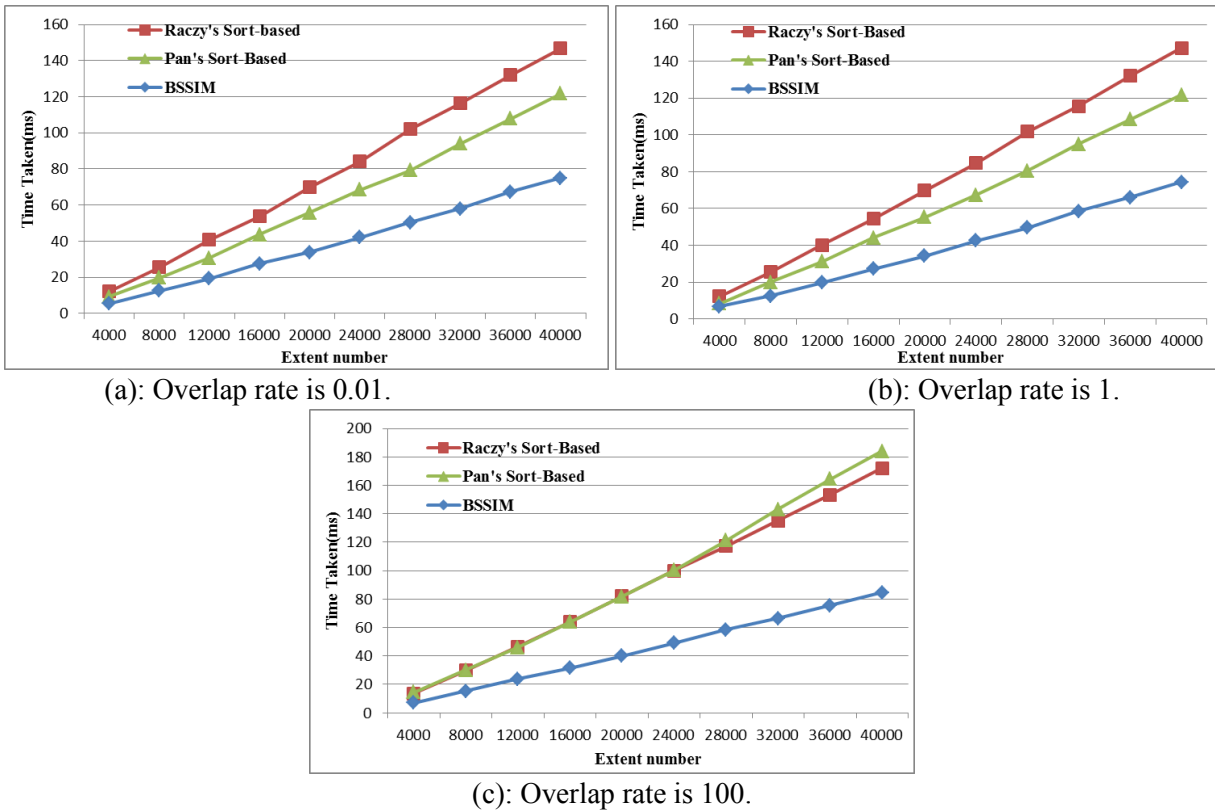 160
140
120
100
80
60
40
20
0
Time Taken(ms)
Raczy's Sort-based
Pan's Sort-Based
BSSIM
4000 8000 12000 16000 20000 24000 28000 32000 36000 40000
Extent number
(a): Overlap rate is 0.01.
160
140
120
100
80
60
40
20
0
Time Taken(ms)
Raczy's Sort-Based
Pan's Sort-Based
BSSIM
4000 8000 12000 16000 20000 24000 28000 32000 36000 40000
Extent number
(b): Overlap rate is 1.
200
180
160
140
120
100
80
60
40
20
0
Time Taken(ms)
Raczy's Sort-Based
Pan's Sort-Based
BSSIM
4000 8000 12000 16000 20000 24000 28000 32000 36000 40000
Extent number
(c): Overlap rate is 100.